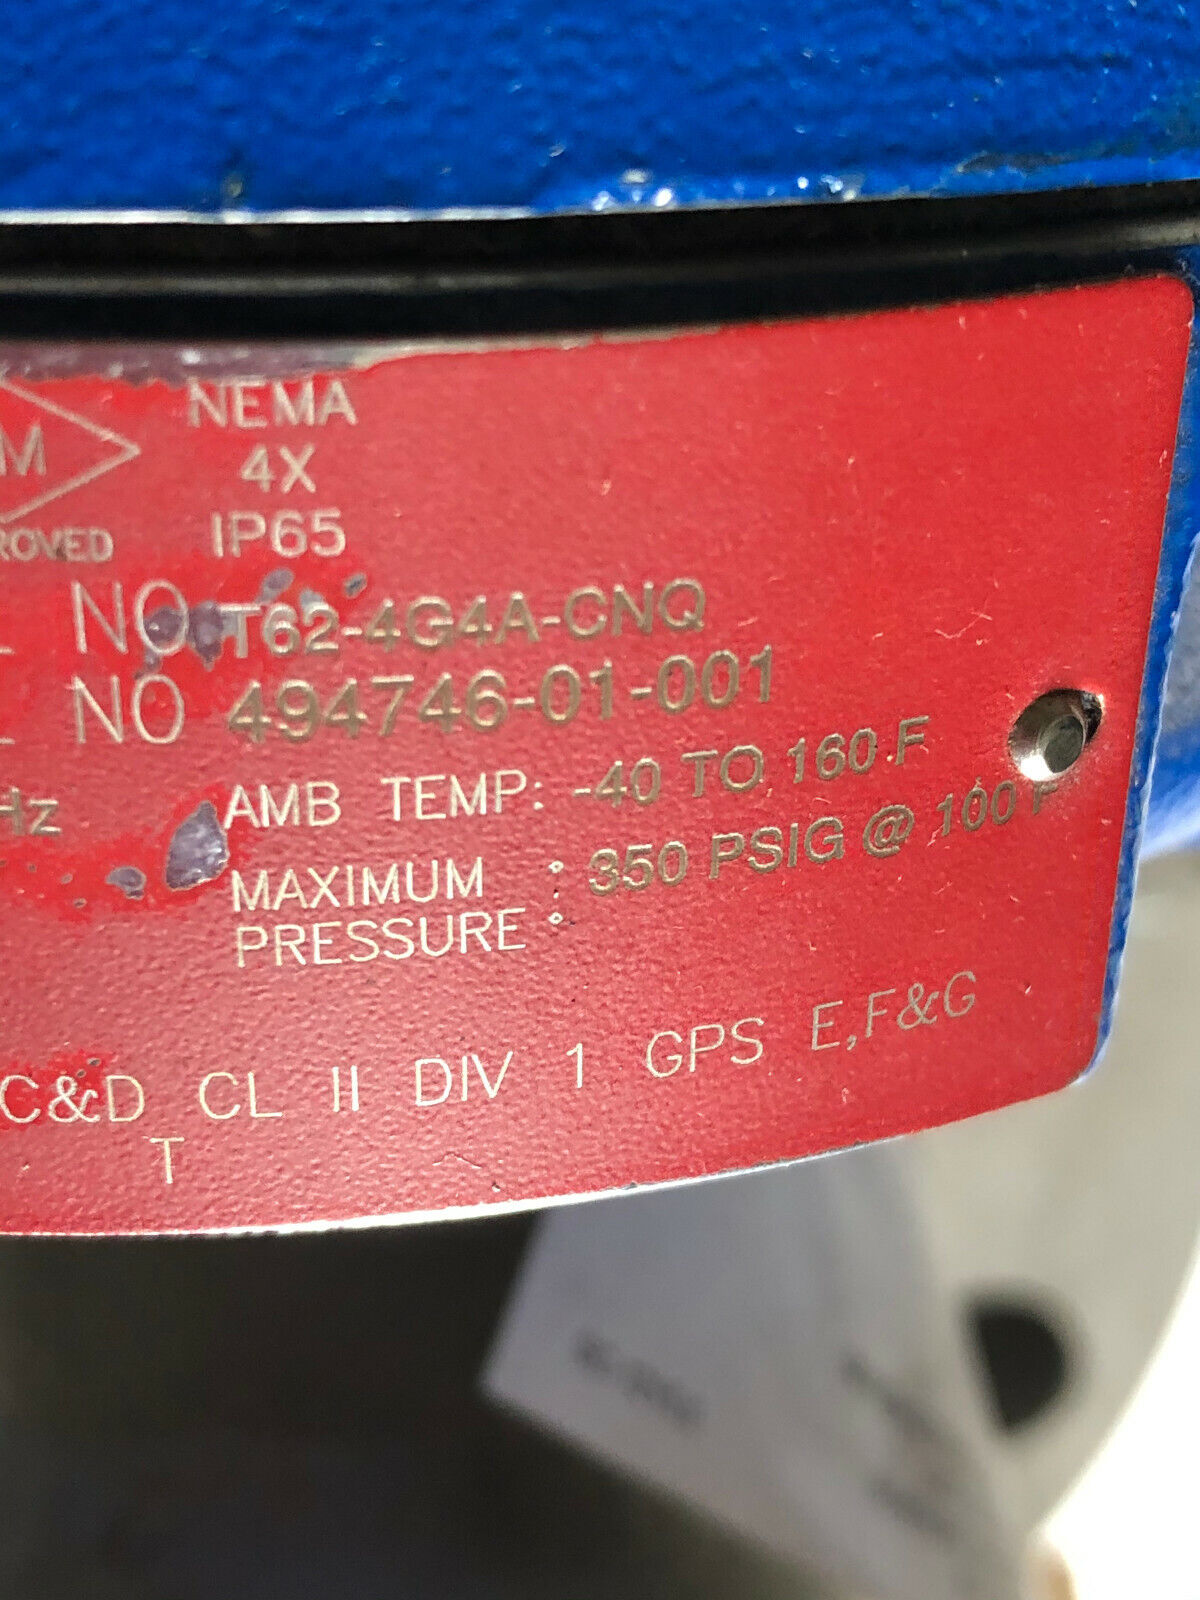 M
NEMA
4X
ROVED
IP65
L NO T62-4G4A-CNQ
L NO 494746-01-001
Hz
AMB TEMP: -40 TO 160 F
MAXIMUM : 350 PSIG @ 100 F
PRESSURE
C&D CL II DIV 1 GPS E,F&G
T